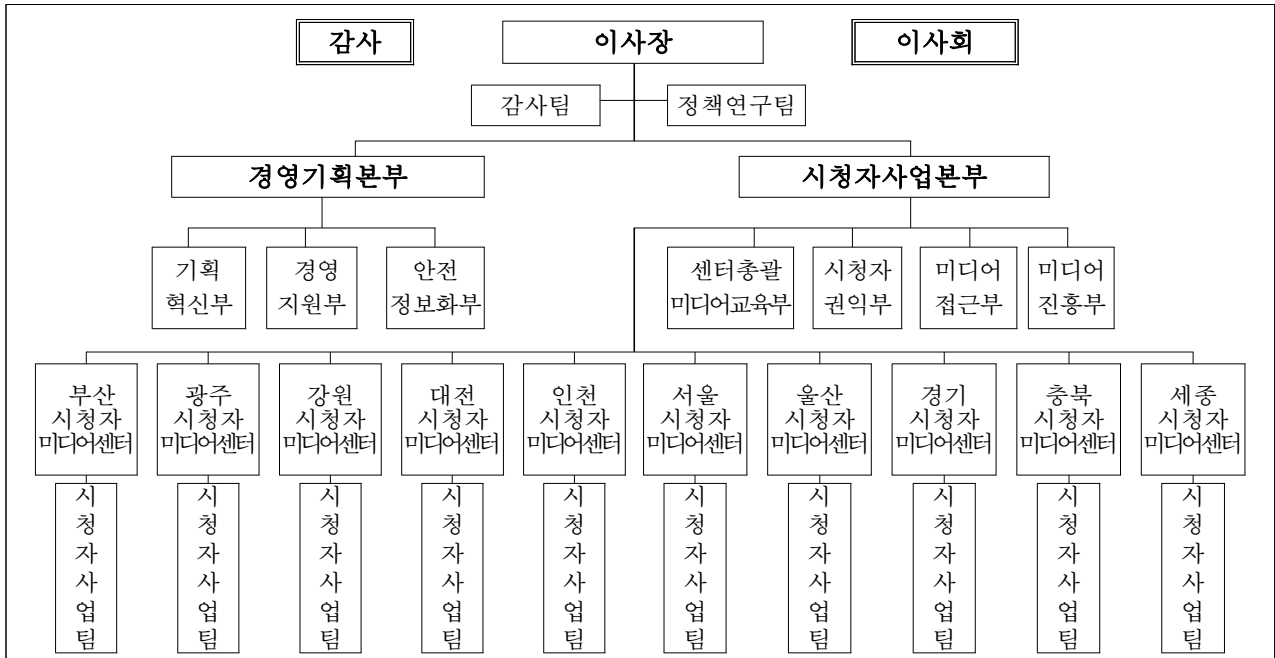 감사
이사장
이사회
감사팀
정책연구팀
경영기획본부
시청자사업본부
기획
혁신부
경영
지원부
안전
정보화부
센터총괄
미디어교육부
시청자
권익부
미디어
접근부
미디어
진흥부
부산
시청자
미디어센터
광주
시청자
미디어센터
강원
시청자
미디어센터
대전
시청자
미디어센터
인천
시청자
미디어센터
서울
시청자
미디어센터
울산
시청자
미디어센터
경기
시청자
미디어센터
충북
시청자
미디어센터
세종
시청자
미디어센터
시청자사업팀
시청자사업팀
시청자사업팀
시청자사업팀
시청자사업팀
시청자사업팀
시청자사업팀
시청자사업팀
시청자사업팀
시청자사업팀